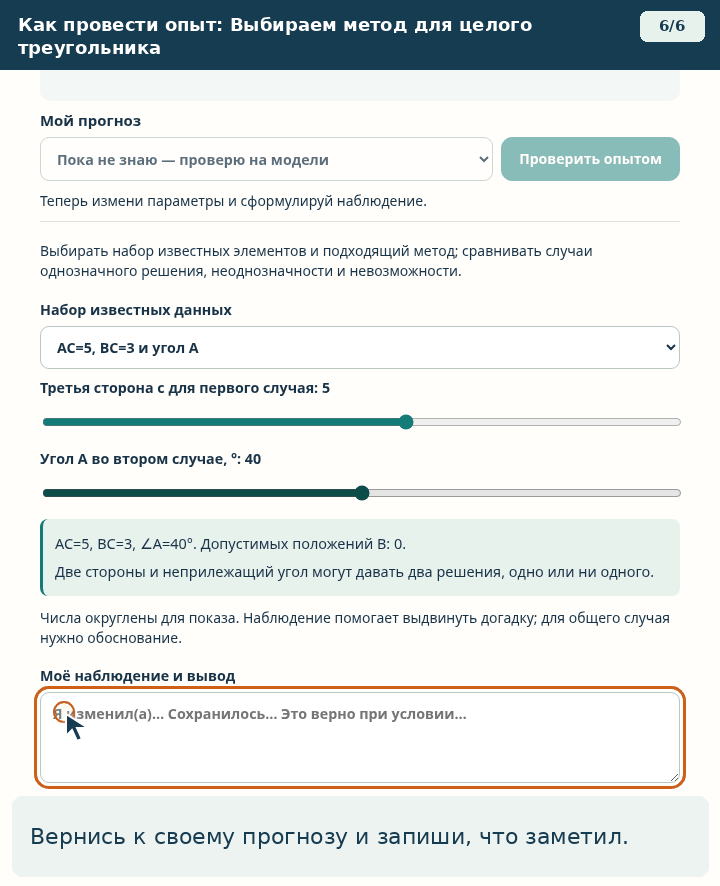 Как провести опыт: Выбираем метод для целого
треугольника
6/6
Мой прогноз
Пока не знаю — проверю на модели
Проверить опытом
Теперь измени параметры и сформулируй наблюдение.
Выбирать набор известных элементов и подходящий метод; сравнивать случаи
однозначного решения, неоднозначности и невозможности.
Набор известных данных
AC=5, BC=3 и угол A
Третья сторона c для первого случая: 5
Угол A во втором случае, °: 40
AC=5, BC=3, ∠A=40°. Допустимых положений B: 0.
Две стороны и неприлежащий угол могут давать два решения, одно или ни одного.
Числа округлены для показа. Наблюдение помогает выдвинуть догадку; для общего случая
нужно обоснование.
Моё наблюдение и вывод
Я изменил(а)… Сохранилось… Это верно при условии…
Вернись к своему прогнозу и запиши, что заметил.